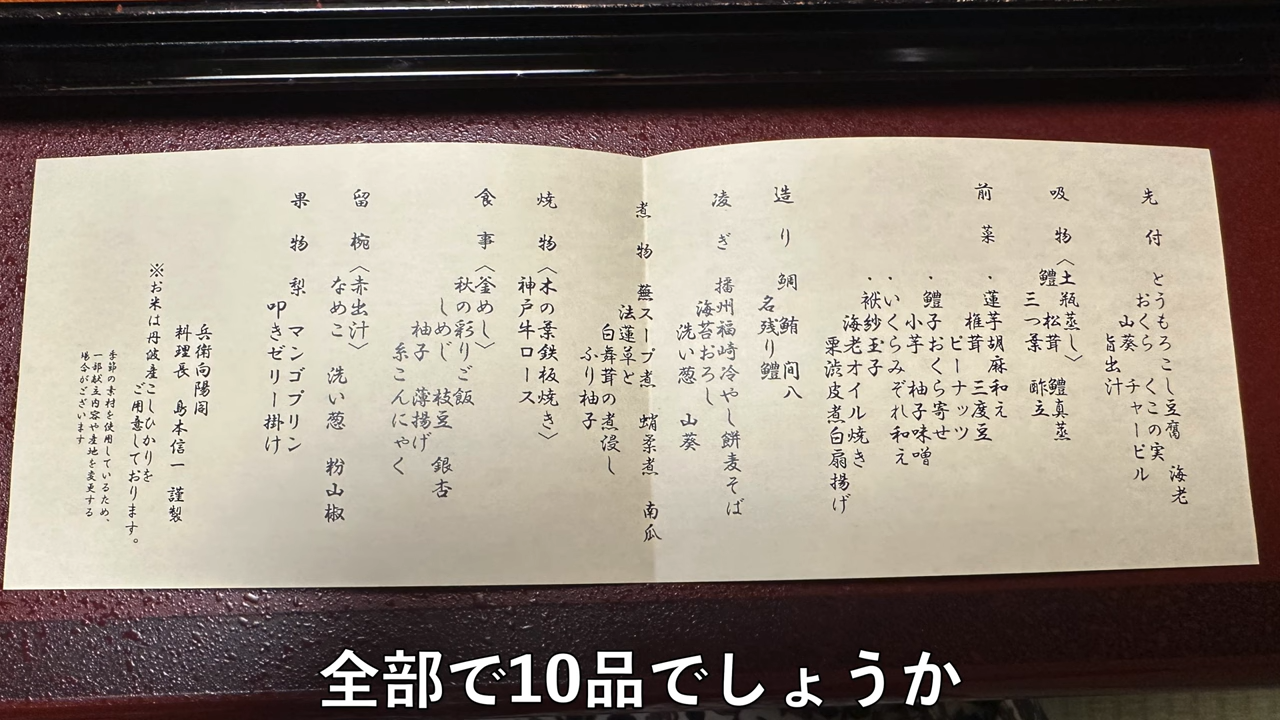 先付 とうもろこし豆腐 海老
おくら くこの実
山葵 チャービル
旨出汁
吸物〈土瓶蒸し〉
鱧松茸 鱧真蒸
三つ葉 酢立
前菜 ・蓮芋胡麻和え
椎茸 三度豆
ピーナッツ
・鱧子おくら寄せ
小芋 柚子味噌
・いくらみぞれ和え
・袱紗玉子
海老オイル焼き
栗渋皮煮白扇揚げ
造り 鯛 鮪 間八
名残り鱧
凌ぎ 播州福崎冷やし餅麦そば
海苔おろし
洗い葱 山葵
煮物 蕪スープ煮 蛸柔煮 南瓜
法蓮草と
白舞茸の煮浸し
ふり柚子
焼物〈木の葉鉄板焼き〉
神戸牛ロース
食事〈釜めし〉
秋の彩りご飯
しめじ 枝豆 銀杏
柚子 薄揚げ
糸こんにゃく
留椀〈赤出汁〉
なめこ 洗い葱 粉山椒
果物 梨 マンゴプリン
叩きゼリー掛け
兵衛向陽閣
料理長 島本信一 謹製
※お米は丹波産こしひかりを
ご用意しております。
季節の素材を使用しているため、
一部献立内容や産地を変更する
場合がございます
全部で10品でしょうか